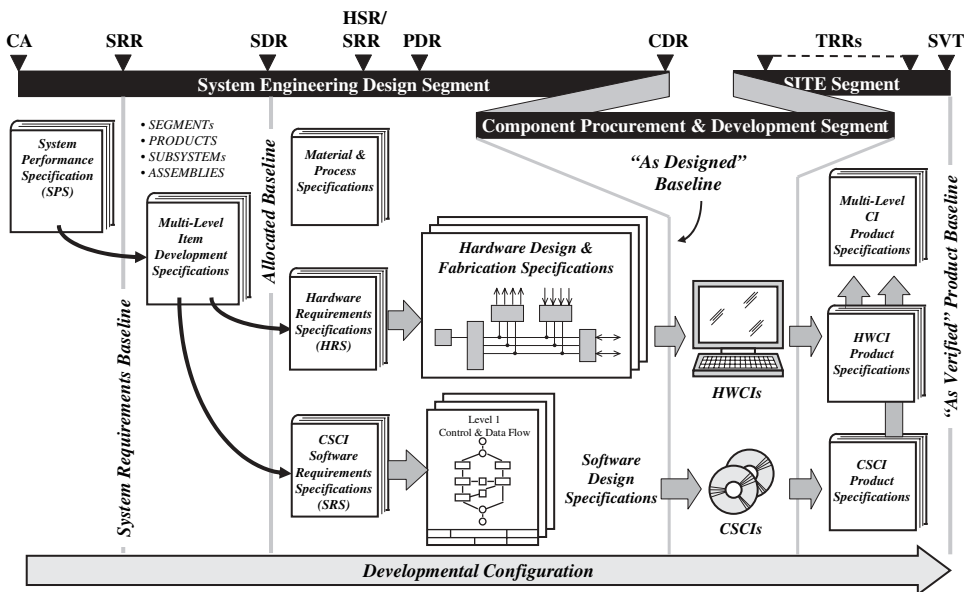 HSR/
CA
SRR
SDR
SRR
PDR
CDR
TRRs
SVT
System Engineering Design Segment
SITE Segment
Component Procurement & Development Segment
System
Performance
Specification
(SPS)
• SEGMENTs
• PRODUCTS
• SUBSYSTEMs
• ASSEMBLIES
Material &
Process
Specifications
“As Designed”
Baseline
Multi-Level
Item
Development
Specifications
Allocated Baseline
System Requirements Baseline
Hardware
Requirements
Specifications
(HRS)
Hardware Design &
Fabrication Specifications
HWCIs
Multi-Level
CI
Product
Specifications
HWCI
Product
Specifications
“As Verified” Product Baseline
CSCI
Software
Requirements
Specifications
(SRS)
Level 1
Control & Data Flow
Software
Design
Specifications
CSCIs
CSCI
Product
Specifications
Developmental Configuration